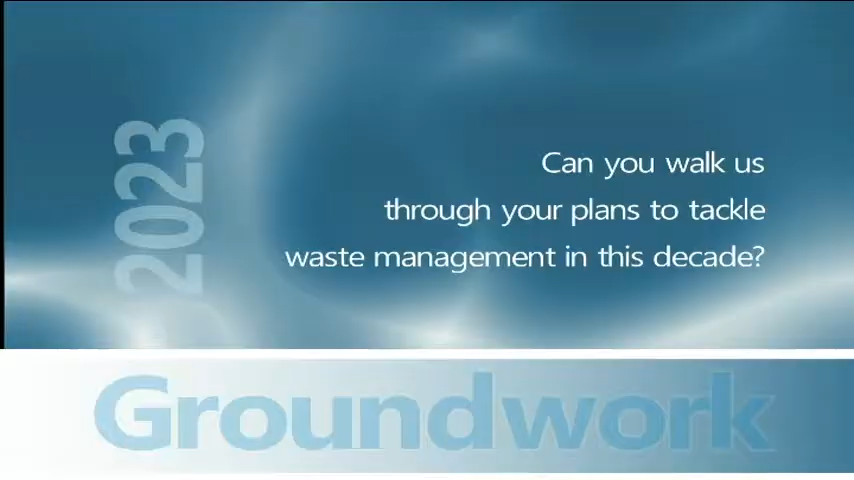 2023
Can you walk us
through your plans to tackle
waste management in this decade?
Groundwork